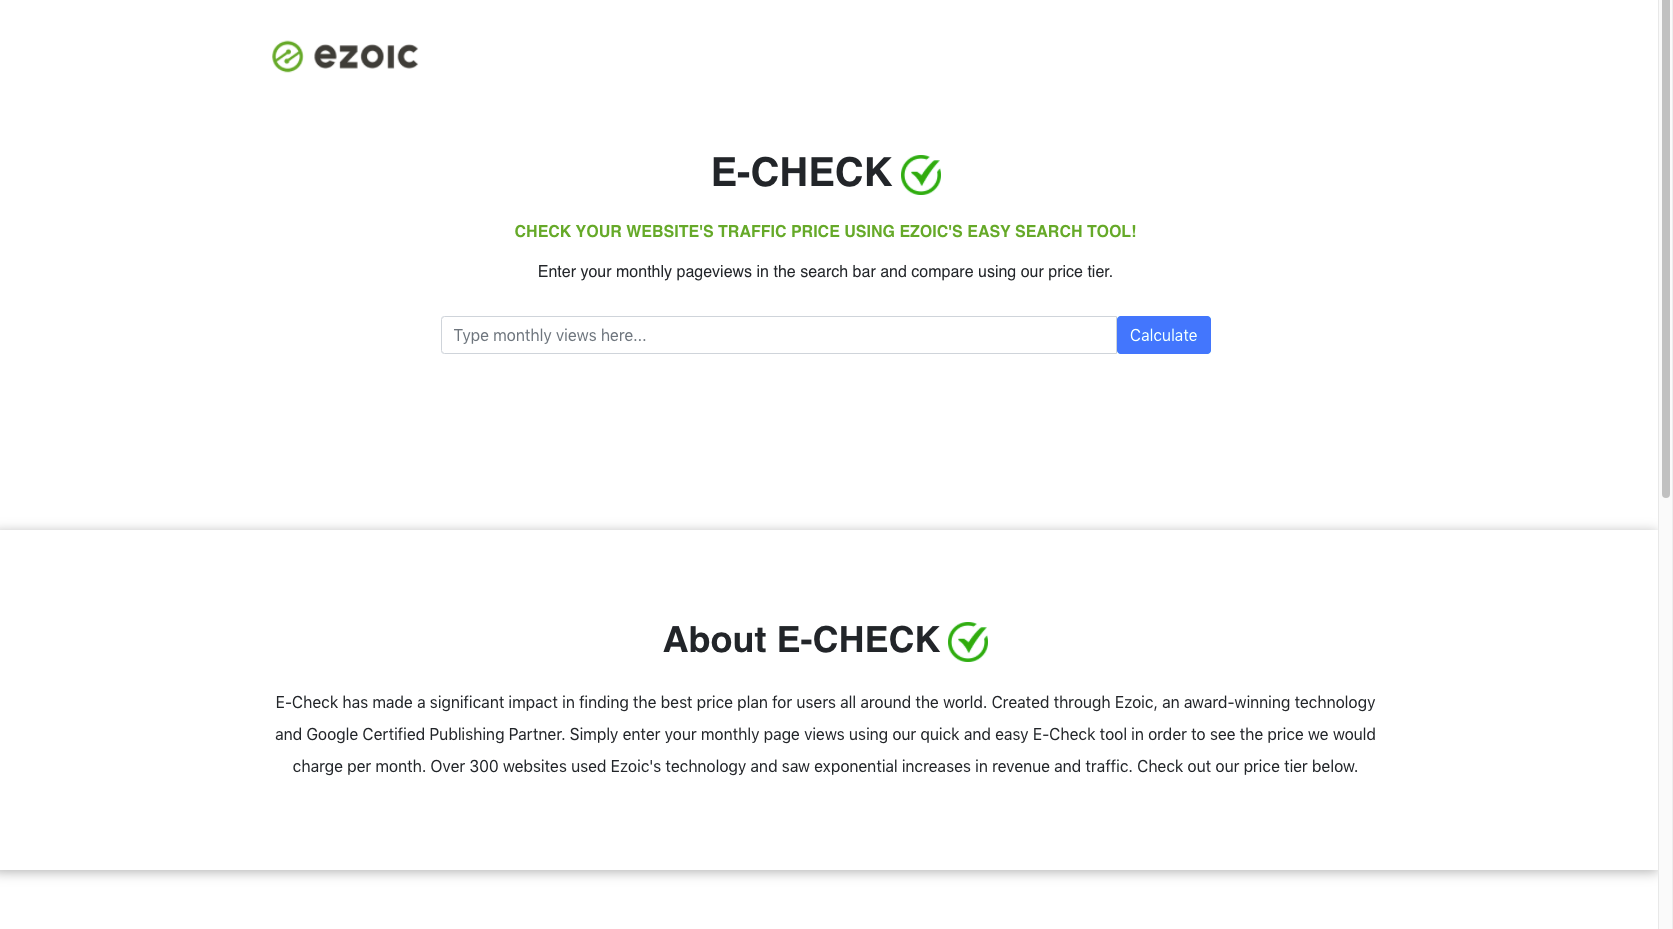 ezoic
E-CHECK
CHECK YOUR WEBSITE'S TRAFFIC PRICE USING EZOIC'S EASY SEARCH TOOL!
Enter your monthly pageviews in the search bar and compare using our price tier.
Type monthly views here...
Calculate
About E-CHECK
E-Check has made a significant impact in finding the best price plan for users all around the world. Created through Ezoic, an award-winning technology
and Google Certified Publishing Partner. Simply enter your monthly page views using our quick and easy E-Check tool in order to see the price we would
charge per month. Over 300 websites used Ezoic's technology and saw exponential increases in revenue and traffic. Check out our price tier below.